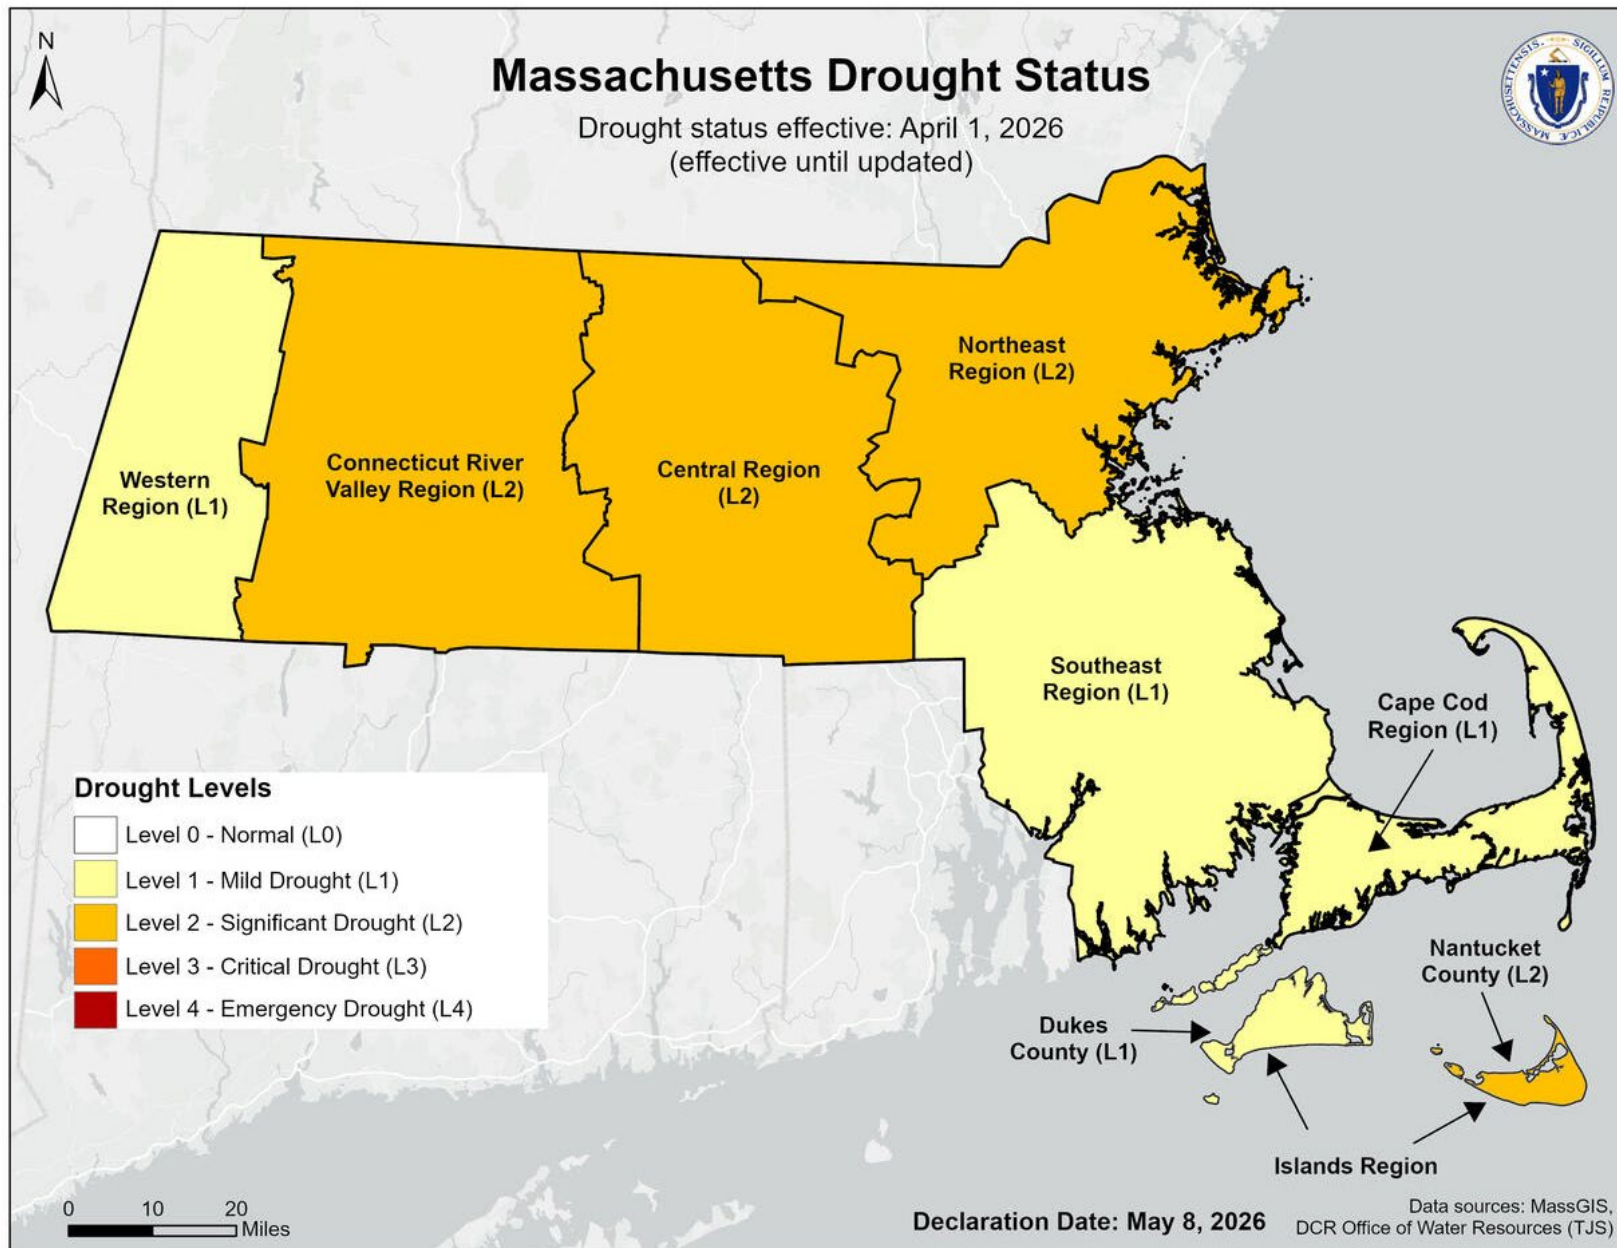 N
Massachusetts Drought Status
Drought status effective: April 1, 2026
(effective until updated)
MASSACHUSETTENSIS. SIGILLUM REIPUBLICÆ
Northeast
Region (L2)
Connecticut River
Valley Region (L2)
Central Region
(L2)
Western
Region (L1)
Southeast
Region (L1)
Cape Cod
Region (L1)
Drought Levels
Level 0 - Normal (L0)
Level 1 - Mild Drought (L1)
Level 2 - Significant Drought (L2)
Level 3 - Critical Drought (L3)
Level 4 - Emergency Drought (L4)
Nantucket
County (L2)
Dukes
County (L1)
Islands Region
0 10 20
Miles
Declaration Date: May 8, 2026
Data sources: MassGIS,
DCR Office of Water Resources (TJS)